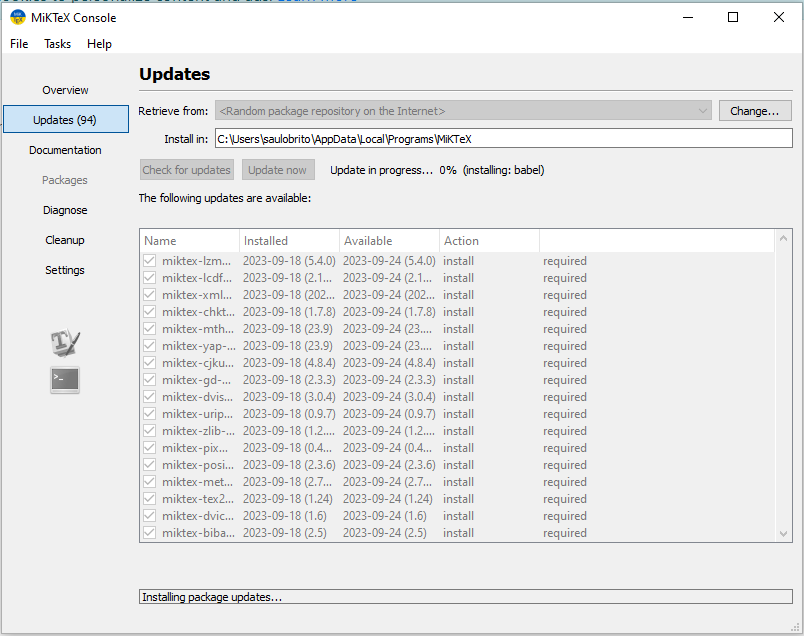 MiKTeX Console
File Tasks Help
Overview
Updates (94)
Documentation
Packages
Diagnose
Cleanup
Settings
Updates
Retrieve from: <Random package repository on the Internet> Change...
Install in: C:\Users\saulobrito\AppData\Local\Programs\MiKTeX
Check for updates Update now Update in progress... 0% (installing: babel)
The following updates are available:
Name Installed Available Action
miktex-lzm... 2023-09-18 (5.4.0) 2023-09-24 (5.4.0) install required
miktex-lcdf... 2023-09-18 (2.1... 2023-09-24 (2.1... install required
miktex-xml... 2023-09-18 (202... 2023-09-24 (202... install required
miktex-chkt... 2023-09-18 (1.7.8) 2023-09-24 (1.7.8) install required
miktex-mth... 2023-09-18 (23.9) 2023-09-24 (23.... install required
miktex-yap-... 2023-09-18 (23.9) 2023-09-24 (23.... install required
miktex-cjku... 2023-09-18 (4.8.4) 2023-09-24 (4.8.4) install required
miktex-gd-... 2023-09-18 (2.3.3) 2023-09-24 (2.3.3) install required
miktex-dvis... 2023-09-18 (3.0.4) 2023-09-24 (3.0.4) install required
miktex-urip... 2023-09-18 (0.9.7) 2023-09-24 (0.9.7) install required
miktex-zlib-... 2023-09-18 (1.2.... 2023-09-24 (1.2.... install required
miktex-pix... 2023-09-18 (0.4... 2023-09-24 (0.4... install required
miktex-posi... 2023-09-18 (2.3.6) 2023-09-24 (2.3.6) install required
miktex-met... 2023-09-18 (2.7... 2023-09-24 (2.7... install required
miktex-tex2... 2023-09-18 (1.24) 2023-09-24 (1.24) install required
miktex-dvic... 2023-09-18 (1.6) 2023-09-24 (1.6) install required
miktex-biba... 2023-09-18 (2.5) 2023-09-24 (2.5) install required
Installing package updates...